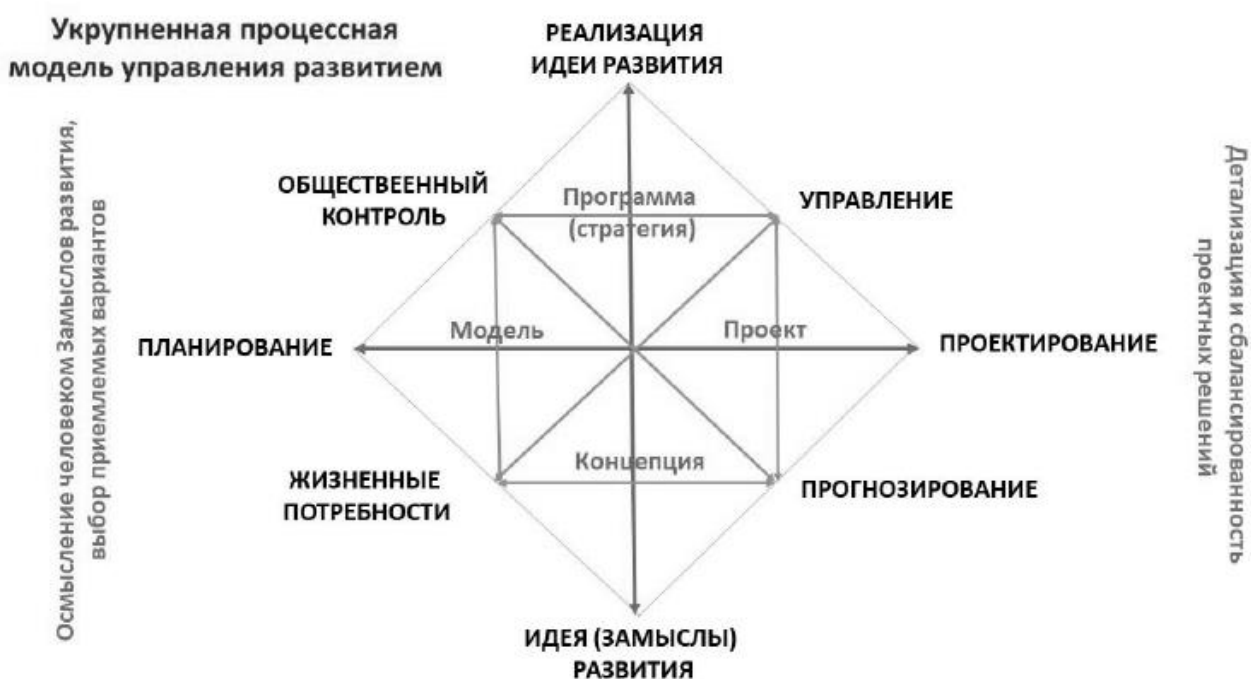 Укрупненная процессная
модель управления развитием
РЕАЛИЗАЦИЯ
ИДЕИ РАЗВИТИЯ
ОБЩЕСТВЕЕННЫЙ
КОНТРОЛЬ
Программа
(стратегия)
УПРАВЛЕНИЕ
ПЛАНИРОВАНИЕ
Модель
Проект
ПРОЕКТИРОВАНИЕ
ЖИЗНЕННЫЕ
ПОТРЕБНОСТИ
Концепция
ПРОГНОЗИРОВАНИЕ
ИДЕЯ (ЗАМЫСЛЫ)
РАЗВИТИЯ
Осмысление человеком Замыслов развития,
выбор приемлемых вариантов
Детализация и сбалансированность
проектных решений